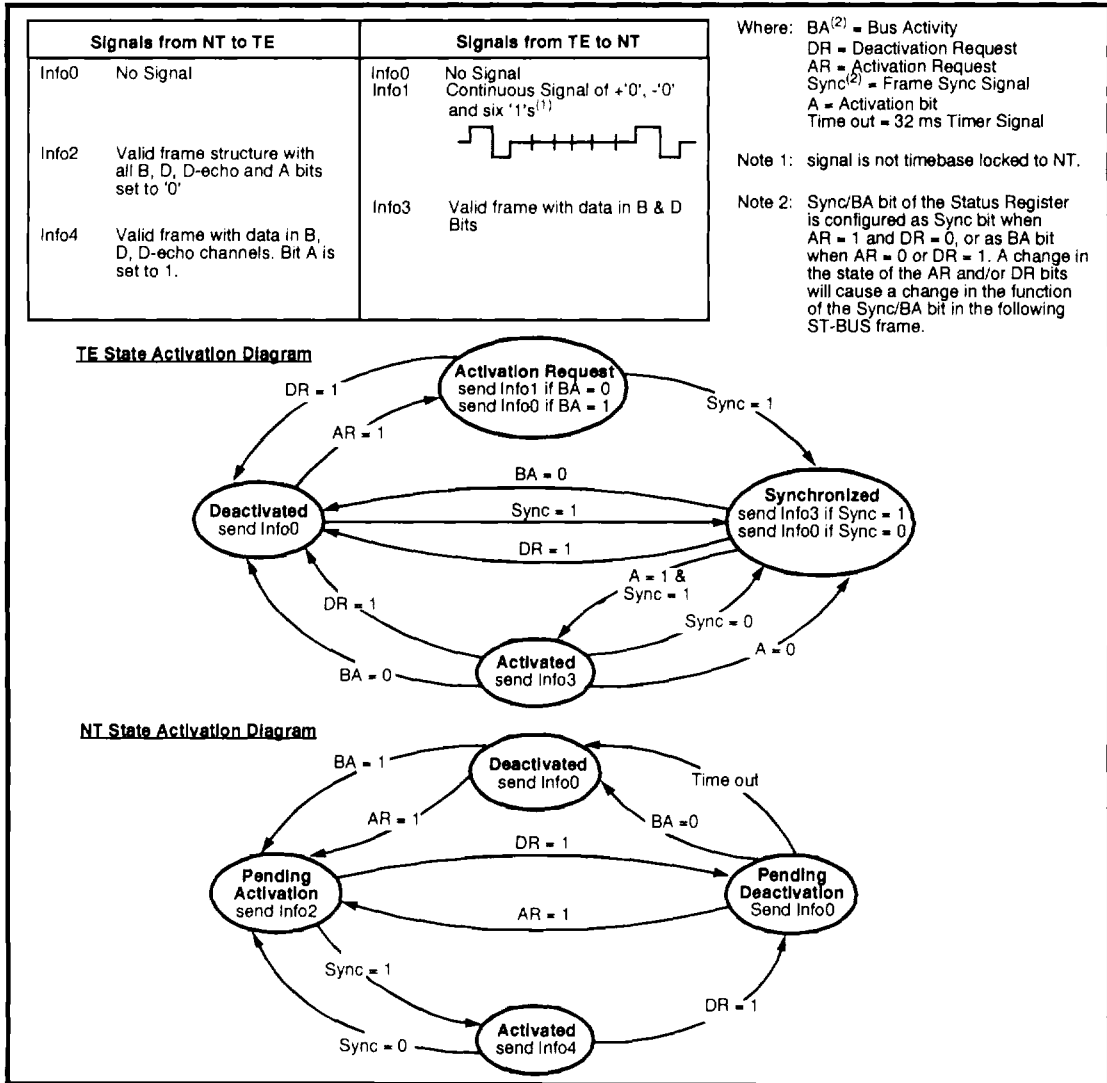 Signals from NT to TE
Signals from TE to NT
Info0 No Signal
Info2 Valid frame structure with
all B, D, D-echo and A bits
set to '0'
Info4 Valid frame with data in B,
D, D-echo channels. Bit A is
set to 1.
Info0 No Signal
Info1 Continuous Signal of +'0', -'0'
and six '1's(1)
Info3 Valid frame with data in B & D
Bits
Where: BA(2) = Bus Activity
DR = Deactivation Request
AR = Activation Request
Sync(2) = Frame Sync Signal
A = Activation bit
Time out = 32 ms Timer Signal
Note 1: signal is not timebase locked to NT.
Note 2: Sync/BA bit of the Status Register
is configured as Sync bit when
AR = 1 and DR = 0, or as BA bit
when AR = 0 or DR = 1. A change in
the state of the AR and/or DR bits
will cause a change in the function
of the Sync/BA bit in the following
ST-BUS frame.
TE State Activation Diagram
Activation Request
send Info1 if BA = 0
send Info0 if BA = 1
DR = 1
Sync = 1
AR = 1
BA = 0
Deactivated
send Info0
Sync = 1
Synchronized
send Info3 if Sync = 1
send Info0 if Sync = 0
DR = 1
A = 1 &
Sync = 1
DR = 1
Sync = 0
BA = 0
Activated
send Info3
A = 0
NT State Activation Diagram
BA = 1
Deactivated
send Info0
Time out
AR = 1
BA =0
DR = 1
Pending
Activation
send Info2
Pending
Deactivation
Send Info0
AR = 1
Sync = 1
DR = 1
Sync = 0
Activated
send Info4